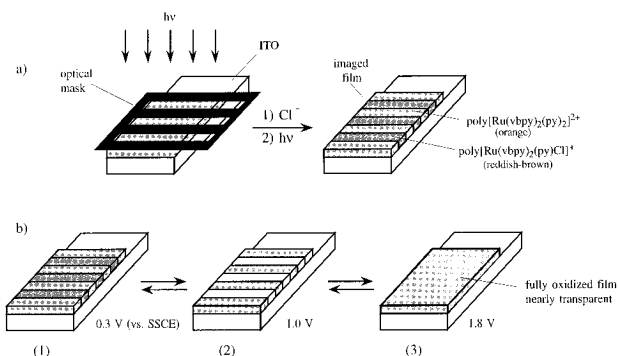 hν
ITO
a)
optical
mask
1) Cl⁻
2) hν
imaged
film
poly[Ru(vbpy)₂(py)₂]²⁺
(orange)
poly[Ru(vbpy)₂(py)Cl]⁺
(reddish-brown)
b)
fully oxidized film
nearly transparent
0.3 V (vs. SSCE)
1.0 V
1.8 V
(1)
(2)
(3)